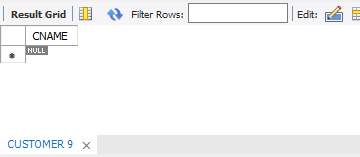 Result Grid Filter Rows: Edit:
CNAME
NULL
CUSTOMER 9